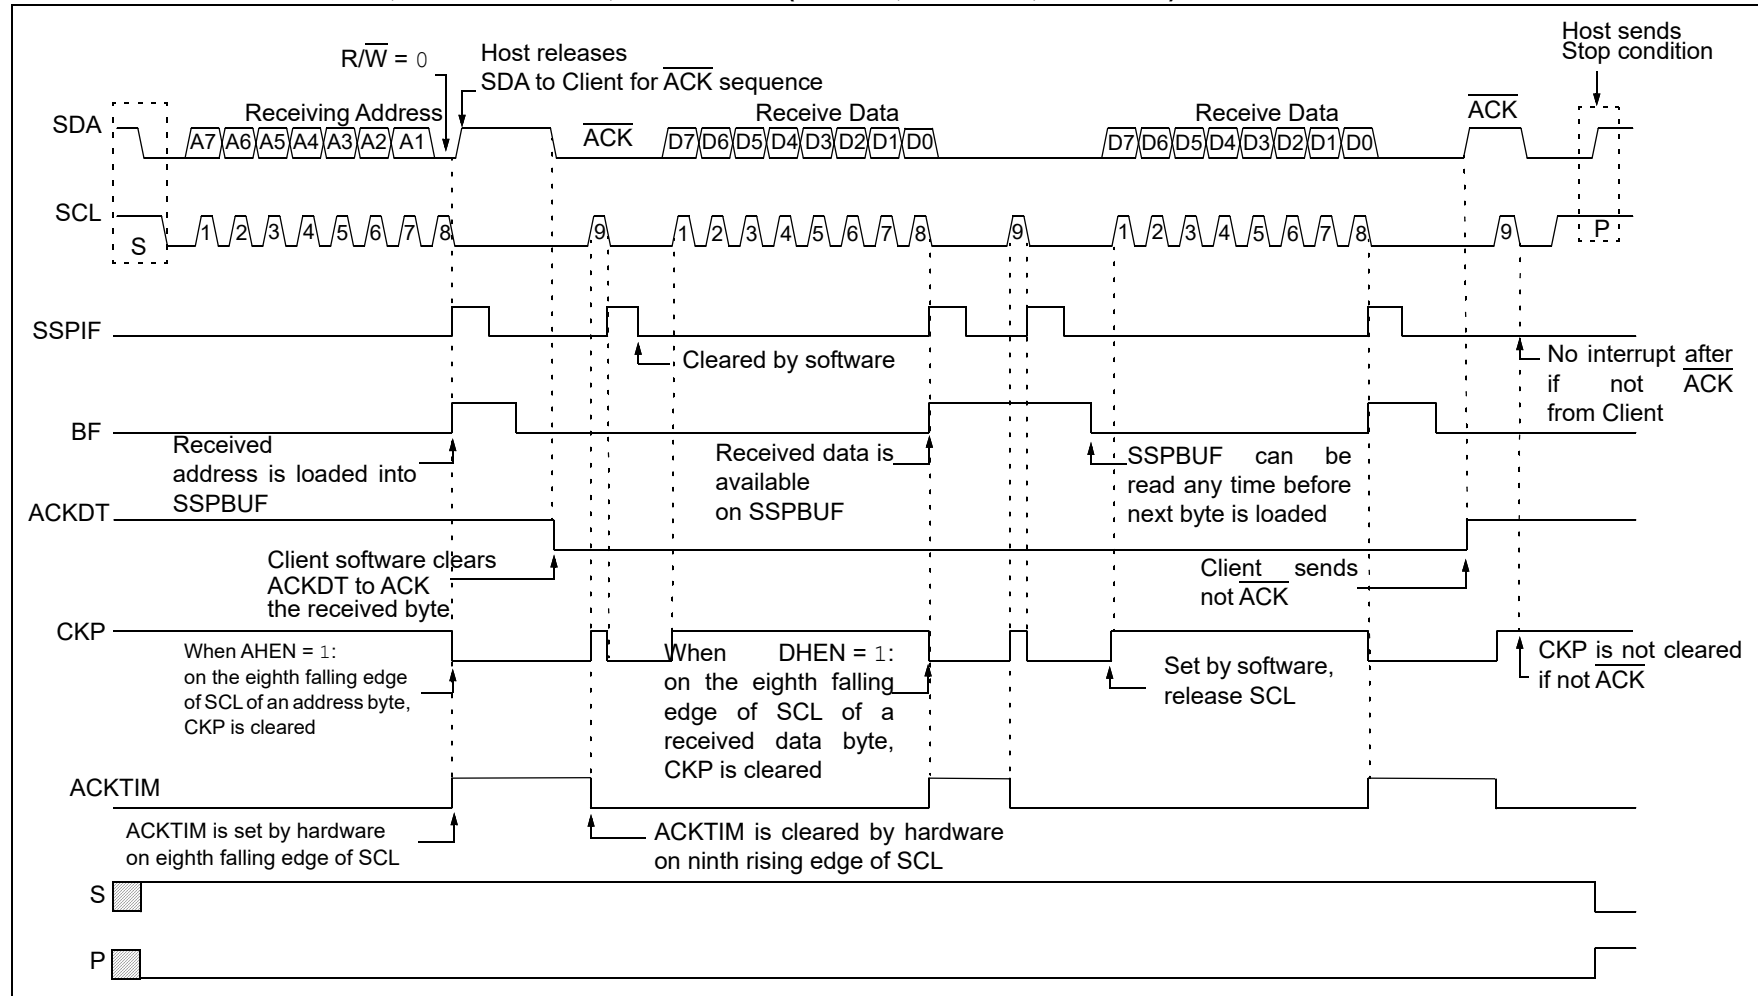 Host sends
Stop condition
R/W = 0
Host releases
SDA to Client for ACK sequence
SDA
Receiving Address
A7 A6 A5 A4 A3 A2 A1
ACK
Receive Data
D7 D6 D5 D4 D3 D2 D1 D0
Receive Data
D7 D6 D5 D4 D3 D2 D1 D0
ACK
SCL
S
1 2 3 4 5 6 7 8 9 1 2 3 4 5 6 7 8 9 1 2 3 4 5 6 7 8 9
P
SSPIF
Cleared by software
No interrupt after
if not ACK
from Client
BF
Received
address is loaded into
SSPBUF
Received data is
available
on SSPBUF
SSPBUF can be
read any time before
next byte is loaded
ACKDT
Client software clears
ACKDT to ACK
the received byte
Client sends
not ACK
CKP
When AHEN = 1:
on the eighth falling edge
of SCL of an address byte,
CKP is cleared
When DHEN = 1:
on the eighth falling
edge of SCL of a
received data byte,
CKP is cleared
Set by software,
release SCL
CKP is not cleared
if not ACK
ACKTIM
ACKTIM is set by hardware
on eighth falling edge of SCL
ACKTIM is cleared by hardware
on ninth rising edge of SCL
S
P